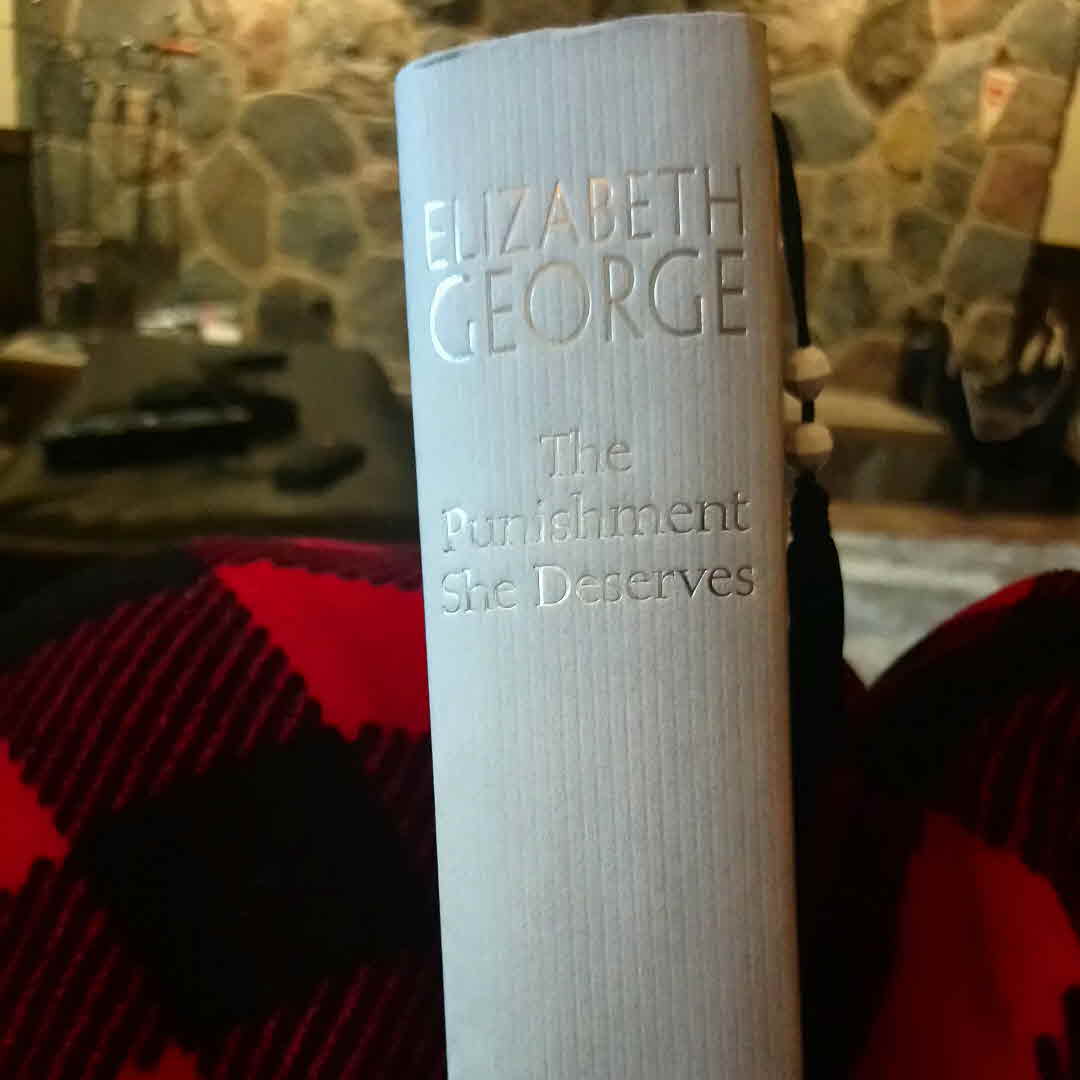 ELIZABETH
GEORGE
The
Punishment
She Deserves